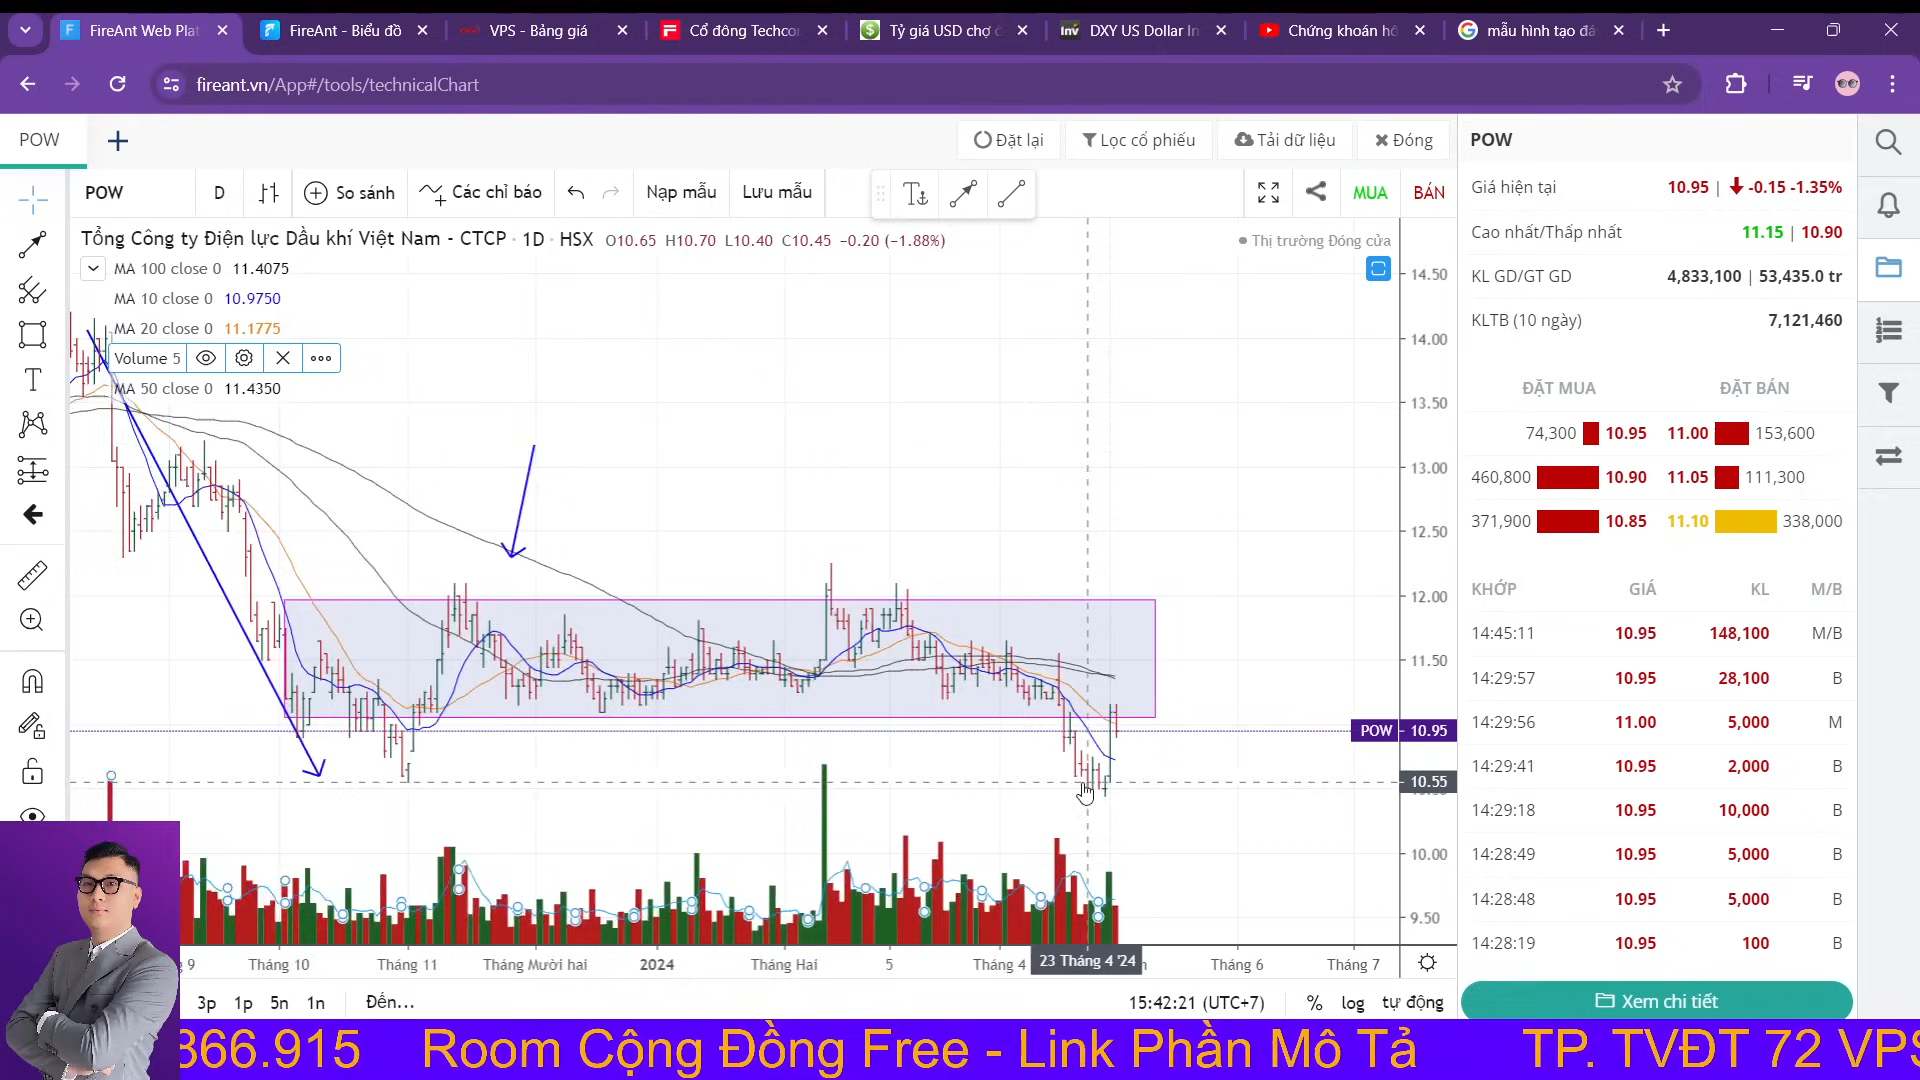 FireAnt Web Plat
FireAnt - Biểu đồ
VPS - Bảng giá
Cổ đông Techco
Tỷ giá USD chợ
DXY US Dollar In
Chứng khoán hô
mẫu hình tạo đá
fireant.vn/App#/tools/technicalChart
POW
Đặt lại
Lọc cổ phiếu
Tải dữ liệu
Đóng
POW
D
So sánh
Các chỉ báo
Nạp mẫu
Lưu mẫu
MUA
BÁN
Tổng Công ty Điện lực Dầu khí Việt Nam - CTCP · 1D · HSX O10.65 H10.70 L10.40 C10.45 −0.20 (−1.88%)
Thị trường Đóng cửa
MA 100 close 0 11.4075
MA 10 close 0 10.9750
MA 20 close 0 11.1775
Volume 5
MA 50 close 0 11.4350
14.50
14.00
13.50
13.00
12.50
12.00
11.50
POW 10.95
10.55
10.00
9.50
9 Tháng 10 Tháng 11 Tháng Mười hai 2024 Tháng Hai 5 Tháng 4 23 Tháng 4 '24 Tháng 6 Tháng 7
3p 1p 5n 1n Đến...
15:42:21 (UTC+7) % log tự động
POW
Giá hiện tại 10.95 | -0.15 -1.35%
Cao nhất/Thấp nhất 11.15 | 10.90
KL GD/GT GD 4,833,100 | 53,435.0 tr
KLTB (10 ngày) 7,121,460
ĐẶT MUA ĐẶT BÁN
74,300 10.95 11.00 153,600
460,800 10.90 11.05 111,300
371,900 10.85 11.10 338,000
KHỚP GIÁ KL M/B
14:45:11 10.95 148,100 M/B
14:29:57 10.95 28,100 B
14:29:56 11.00 5,000 M
14:29:41 10.95 2,000 B
14:29:18 10.95 10,000 B
14:28:49 10.95 5,000 B
14:28:48 10.95 5,000 B
14:28:19 10.95 100 B
Xem chi tiết
866.915 Room Cộng Đồng Free - Link Phần Mô Tả TP. TVĐT 72 VPS